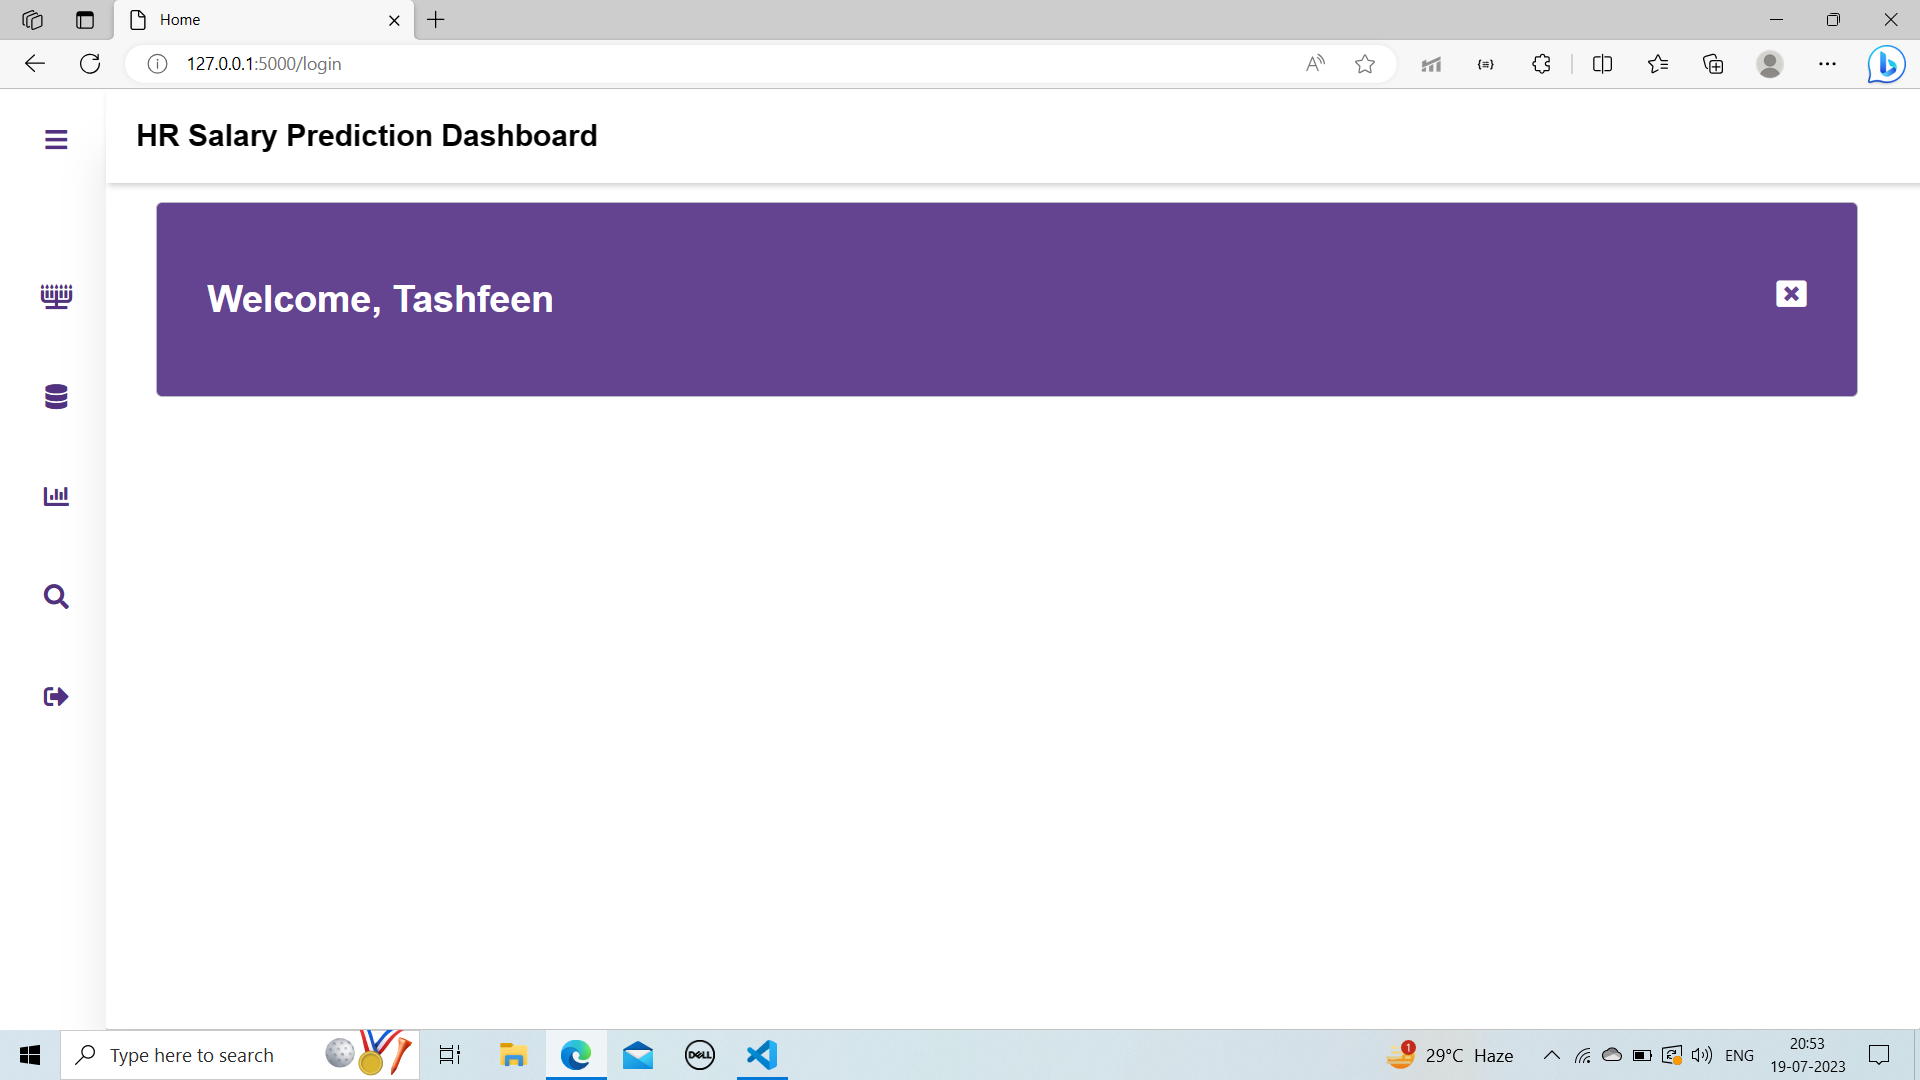 Home
127.0.0.1:5000/login
HR Salary Prediction Dashboard
Welcome, Tashfeen
Type here to search
DELL
1
29°C Haze
ENG
20:53
19-07-2023